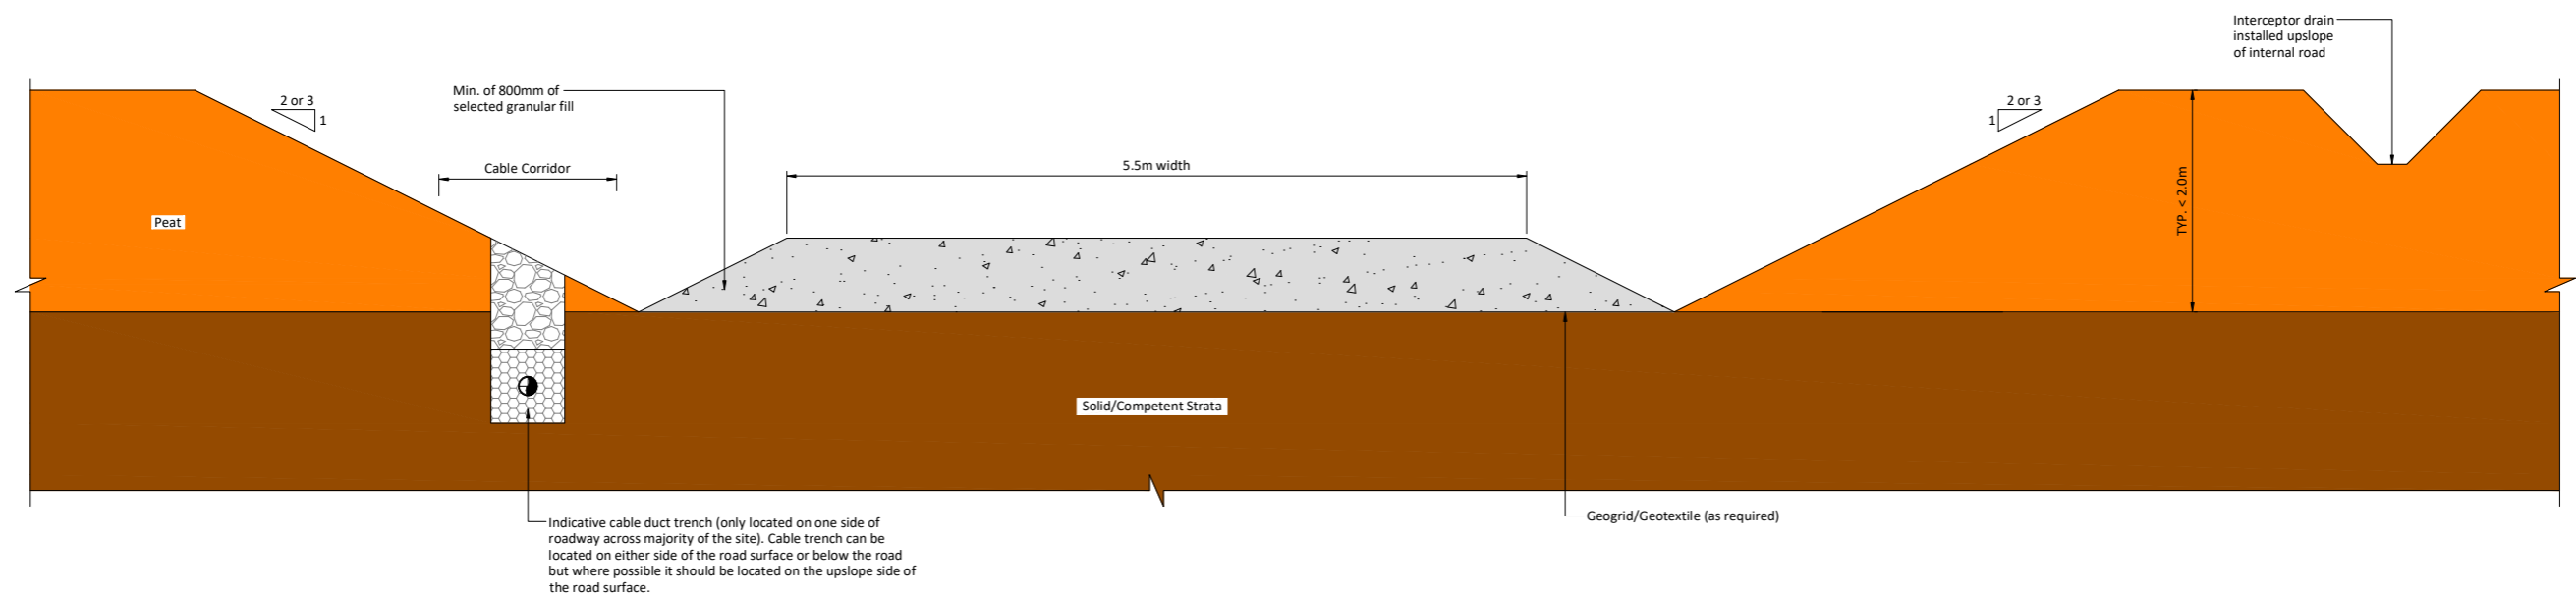 Interceptor drain
installed upslope
of internal road
Min. of 800mm of
selected granular fill
2 or 3
1
2 or 3
1
Cable Corridor
5.5m width
TYP. < 2.0m
Peat
Solid/Competent Strata
Indicative cable duct trench (only located on one side of
roadway across majority of the site). Cable trench can be
located on either side of the road surface or below the road
but where possible it should be located on the upslope side of
the road surface.
Geogrid/Geotextile (as required)